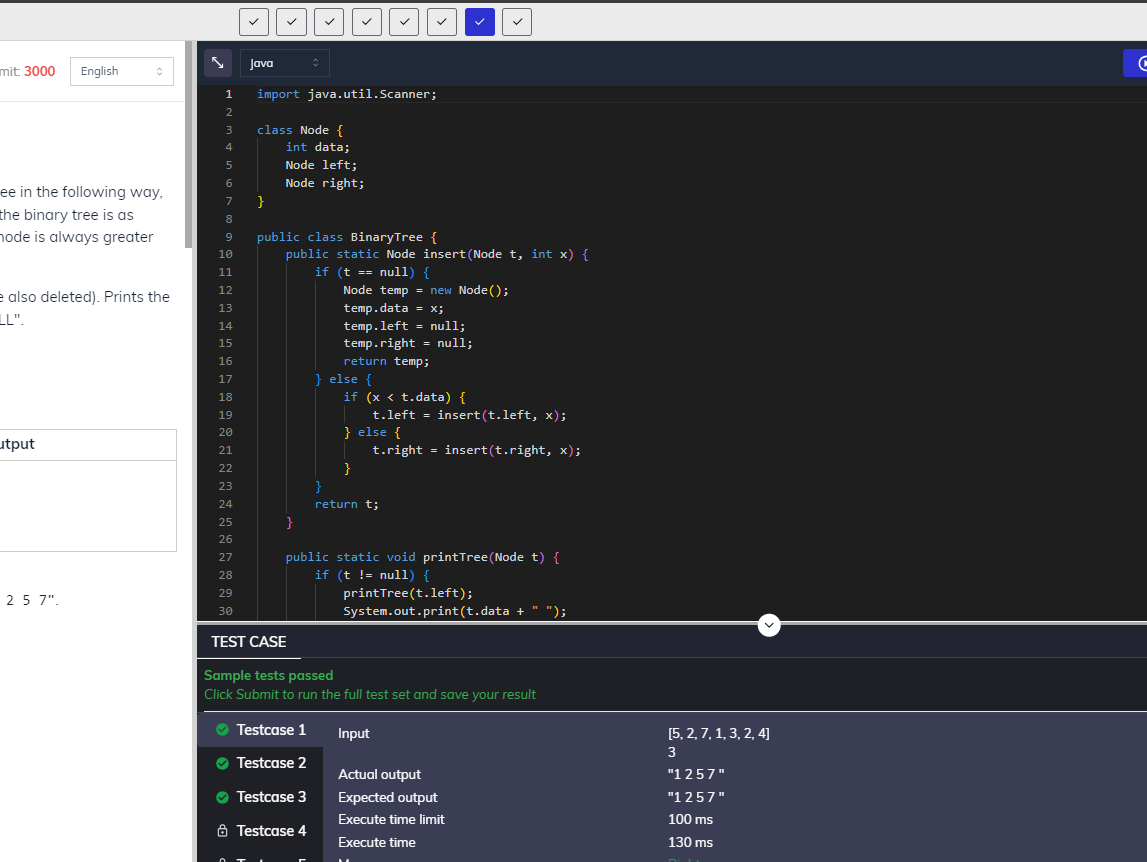 mit: 3000
English
ee in the following way,
the binary tree is as
node is always greater
e also deleted). Prints the
LL".
utput
2 5 7".
Java
1 import java.util.Scanner;
2
3 class Node {
4 int data;
5 Node left;
6 Node right;
7 }
8
9 public class BinaryTree {
10 public static Node insert(Node t, int x) {
11 if (t == null) {
12 Node temp = new Node();
13 temp.data = x;
14 temp.left = null;
15 temp.right = null;
16 return temp;
17 } else {
18 if (x < t.data) {
19 t.left = insert(t.left, x);
20 } else {
21 t.right = insert(t.right, x);
22 }
23 }
24 return t;
25 }
26
27 public static void printTree(Node t) {
28 if (t != null) {
29 printTree(t.left);
30 System.out.print(t.data + " ");
TEST CASE
Sample tests passed
Click Submit to run the full test set and save your result
Testcase 1
Testcase 2
Testcase 3
Testcase 4
Input [5, 2, 7, 1, 3, 2, 4]
3
Actual output "1 2 5 7 "
Expected output "1 2 5 7 "
Execute time limit 100 ms
Execute time 130 ms